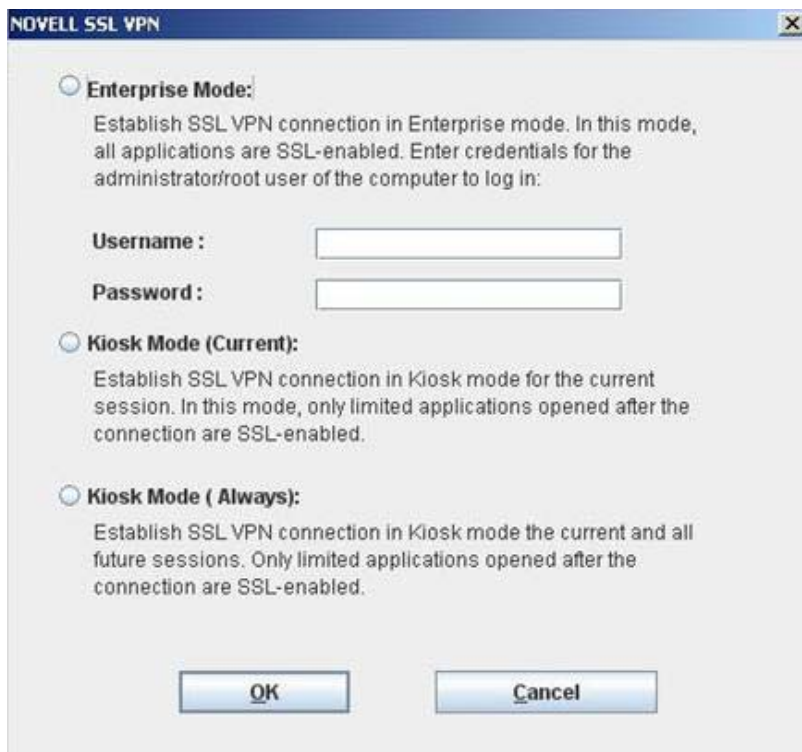 NOVELL SSL VPN
Enterprise Mode:
Establish SSL VPN connection in Enterprise mode. In this mode,
all applications are SSL-enabled. Enter credentials for the
administrator/root user of the computer to log in:
Username :
Password :
Kiosk Mode (Current):
Establish SSL VPN connection in Kiosk mode for the current
session. In this mode, only limited applications opened after the
connection are SSL-enabled.
Kiosk Mode ( Always):
Establish SSL VPN connection in Kiosk mode the current and all
future sessions. Only limited applications opened after the
connection are SSL-enabled.
OK
Cancel